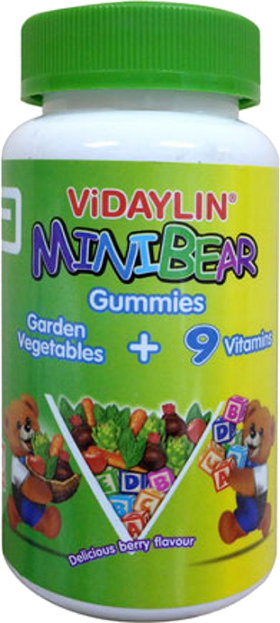 ViDAYLIN®
MINIBEAR
Gummies
Garden
Vegetables + 9 Vitamins
B
D
E D B
C A
C B
A
A
Delicious berry flavour